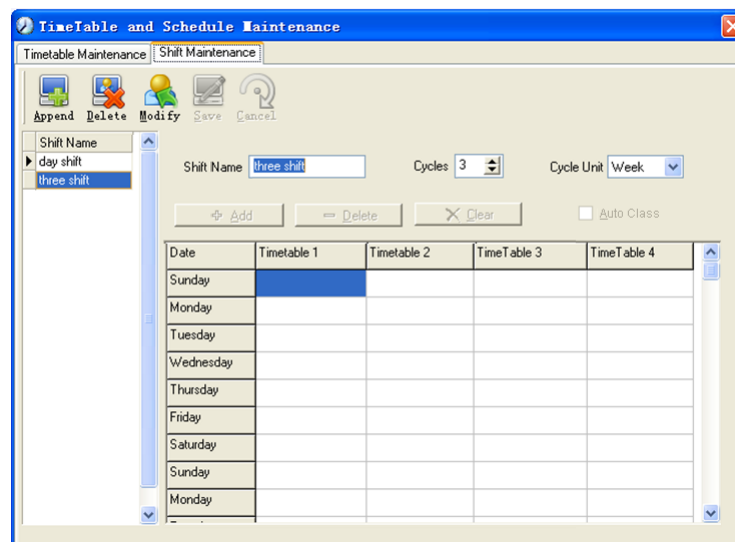 TimeTable and Schedule Maintenance
Timetable Maintenance Shift Maintenance
Append Delete Modify Save Cancel
Shift Name
day shift
three shift
Shift Name three shift Cycles 3 Cycle Unit Week
Add Delete Clear Auto Class
Date Timetable 1 Timetable 2 TimeTable 3 TimeTable 4
Sunday
Monday
Tuesday
Wednesday
Thursday
Friday
Saturday
Sunday
Monday